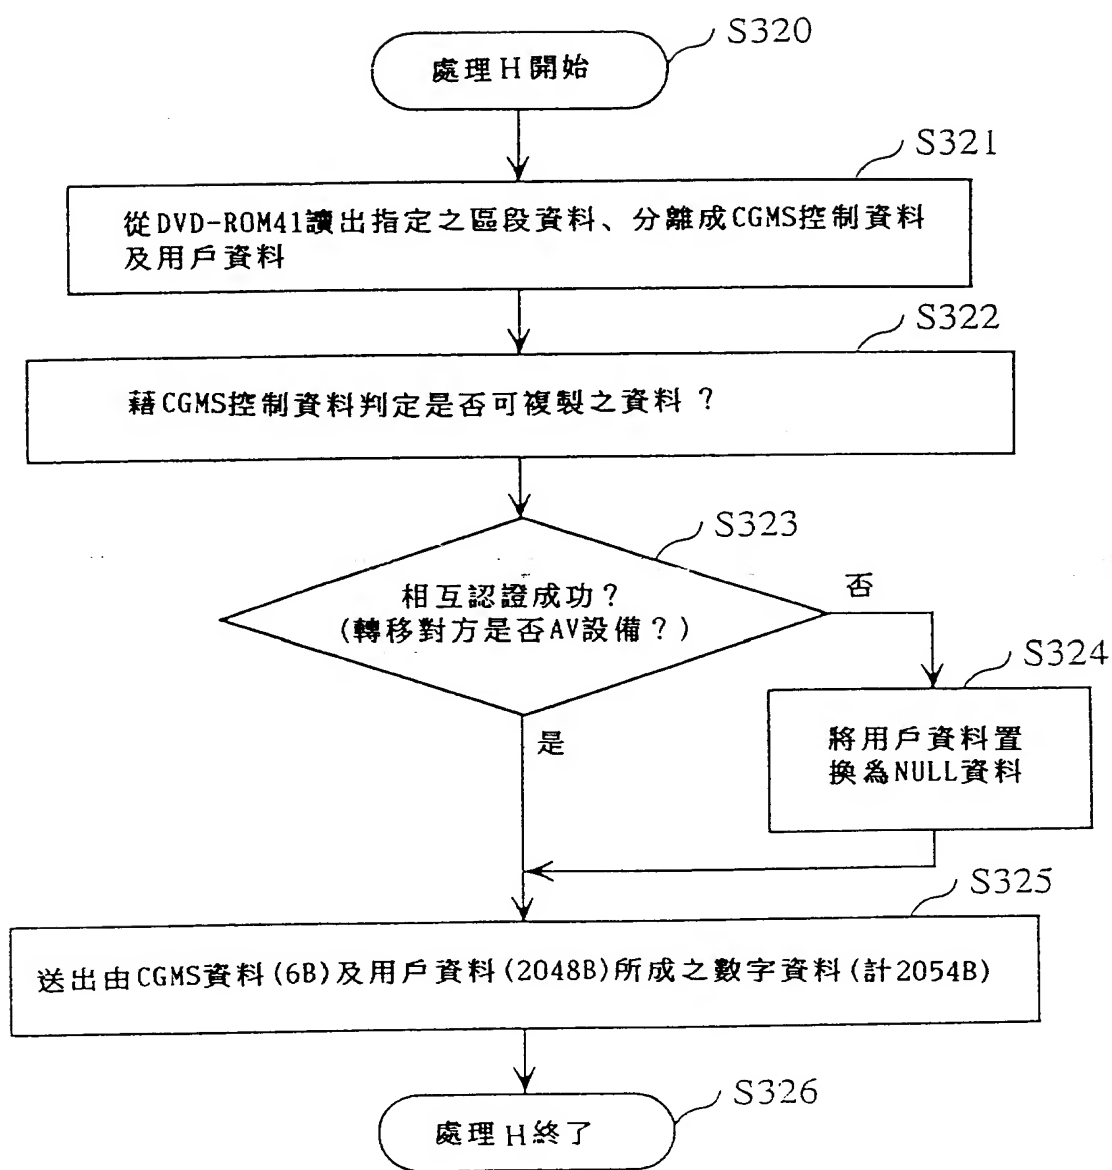 S320
處理H開始
S321
從DVD-ROM41讀出指定之區段資料、分離成CGMS控制資料
及用戶資料
S322
藉CGMS控制資料判定是否可複製之資料？
S323
相互認證成功？
(轉移對方是否AV設備？)
否
S324
將用戶資料置
換爲NULL資料
是
S325
送出由CGMS資料(6B)及用戶資料(2048B)所成之數字資料(計2054B)
S326
處理H終了